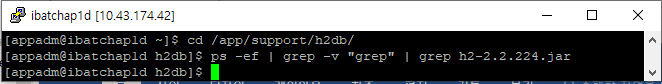 ibatchap1d [10.43.174.42]
[appadm@ibatchap1d ~]$ cd /app/support/h2db/
[appadm@ibatchap1d h2db]$ ps -ef | grep -v "grep" | grep h2-2.2.224.jar
[appadm@ibatchap1d h2db]$